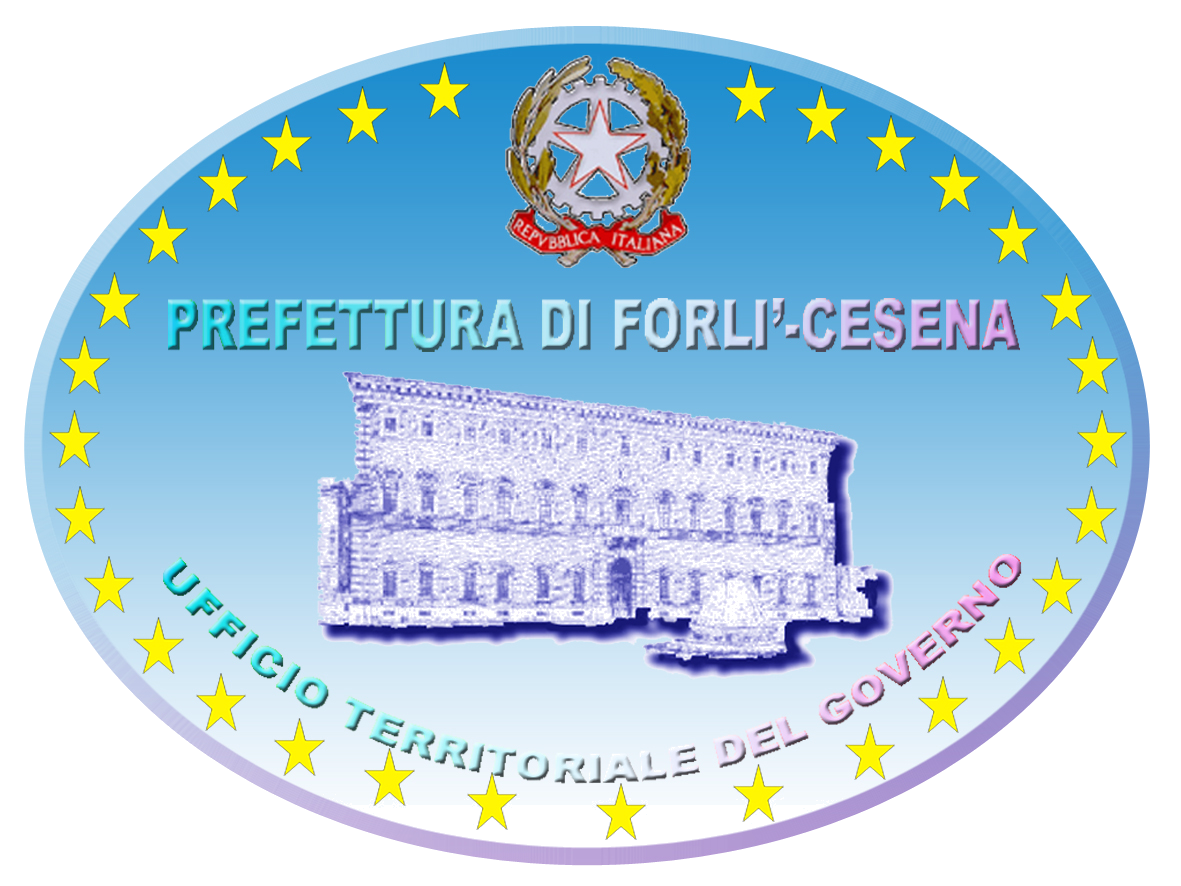 REPVBBLICA ITALIANA
PREFETTURA DI FORLI’-CESENA
UFFICIO TERRITORIALE DEL GOVERNO